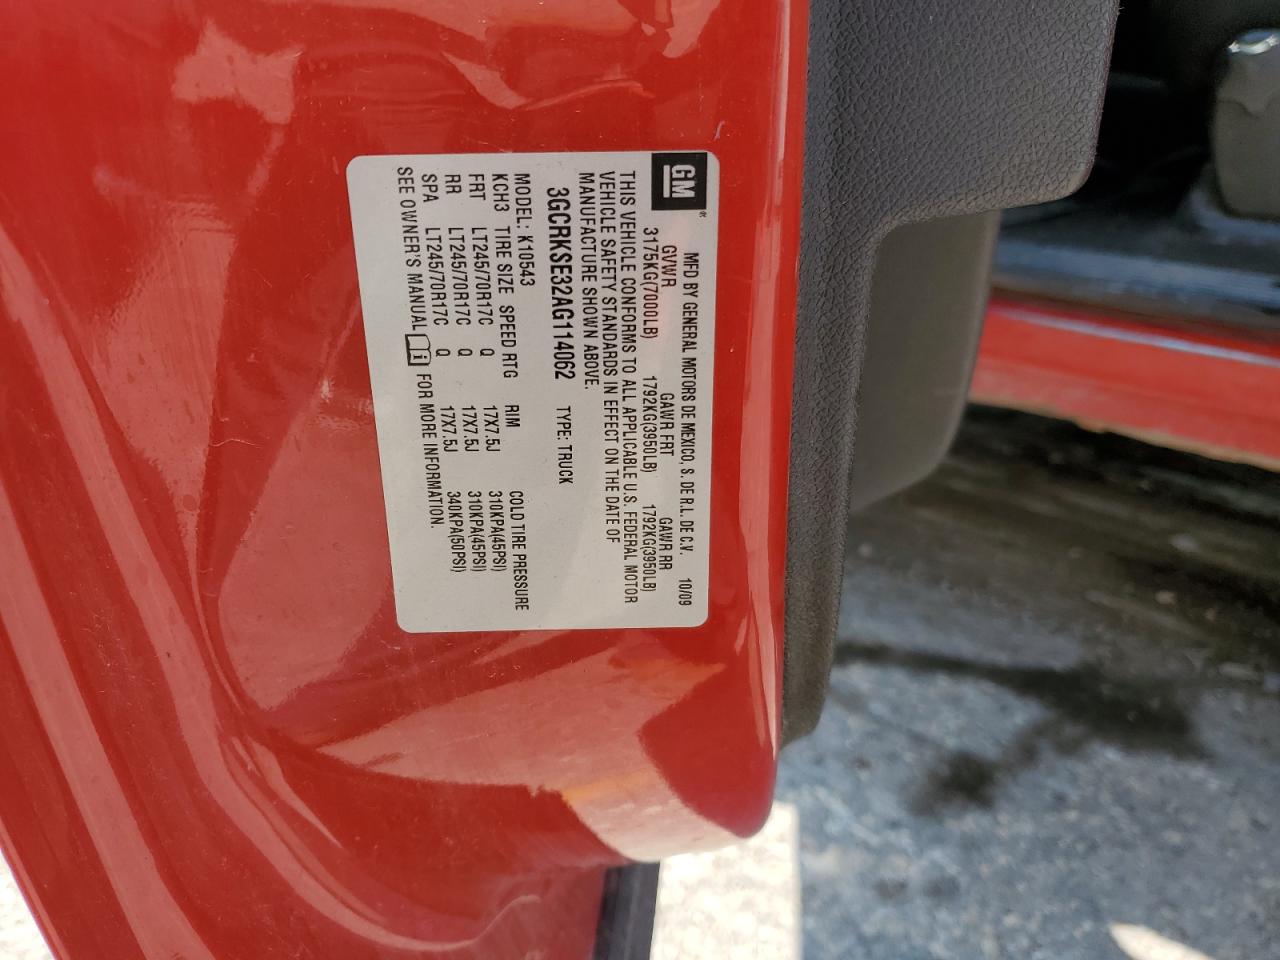 GM®
MFD BY GENERAL MOTORS DE MEXICO, S. DE R.L. DE C.V. 10/09
GVWR GAWR FRT GAWR RR
3175KG(7000LB) 1792KG(3950LB) 1792KG(3950LB)
THIS VEHICLE CONFORMS TO ALL APPLICABLE U.S. FEDERAL MOTOR
VEHICLE SAFETY STANDARDS IN EFFECT ON THE DATE OF
MANUFACTURE SHOWN ABOVE.
3GCRKSE32AG114062 TYPE: TRUCK
MODEL: K10543
KCH3 TIRE SIZE SPEED RTG RIM COLD TIRE PRESSURE
FRT LT245/70R17C Q 17X7.5J 310KPA(45PSI)
RR LT245/70R17C Q 17X7.5J 310KPA(45PSI)
SPA LT245/70R17C Q 17X7.5J 340KPA(50PSI)
SEE OWNER'S MANUAL i FOR MORE INFORMATION.